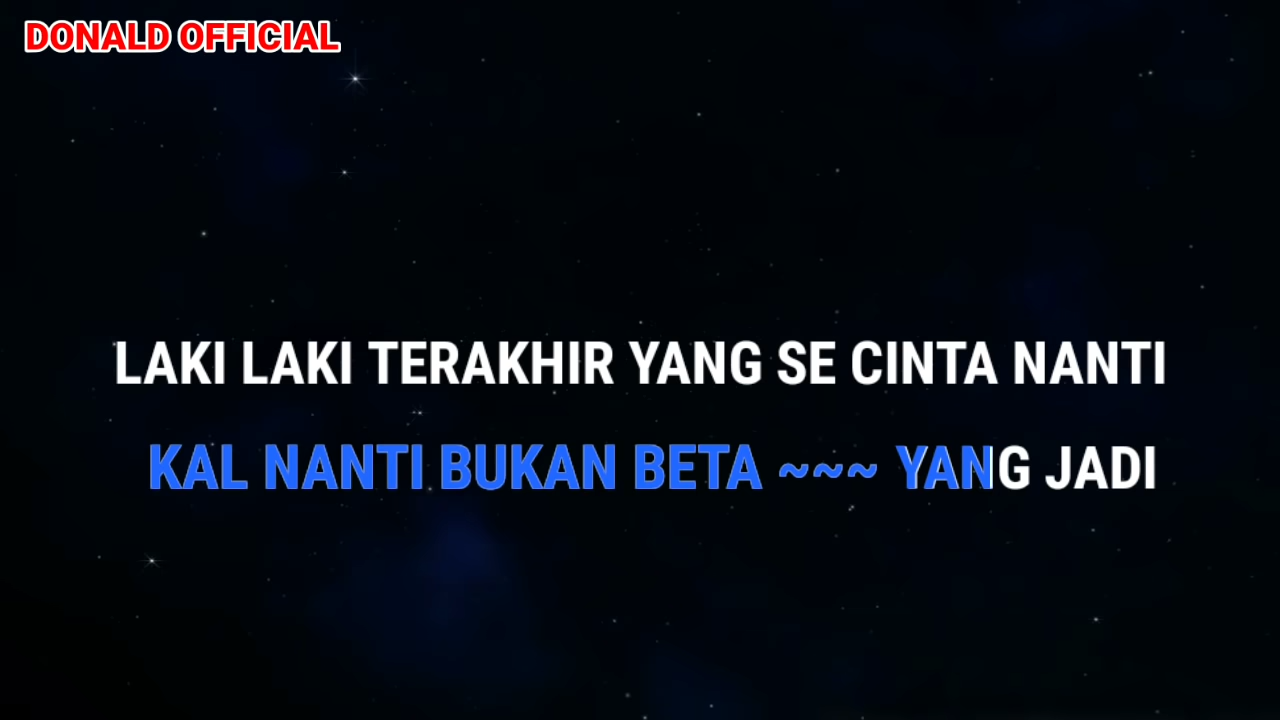 DONALD OFFICIAL
LAKI LAKI TERAKHIR YANG SE CINTA NANTI
KAL NANTI BUKAN BETA ~~~ YANG JADI